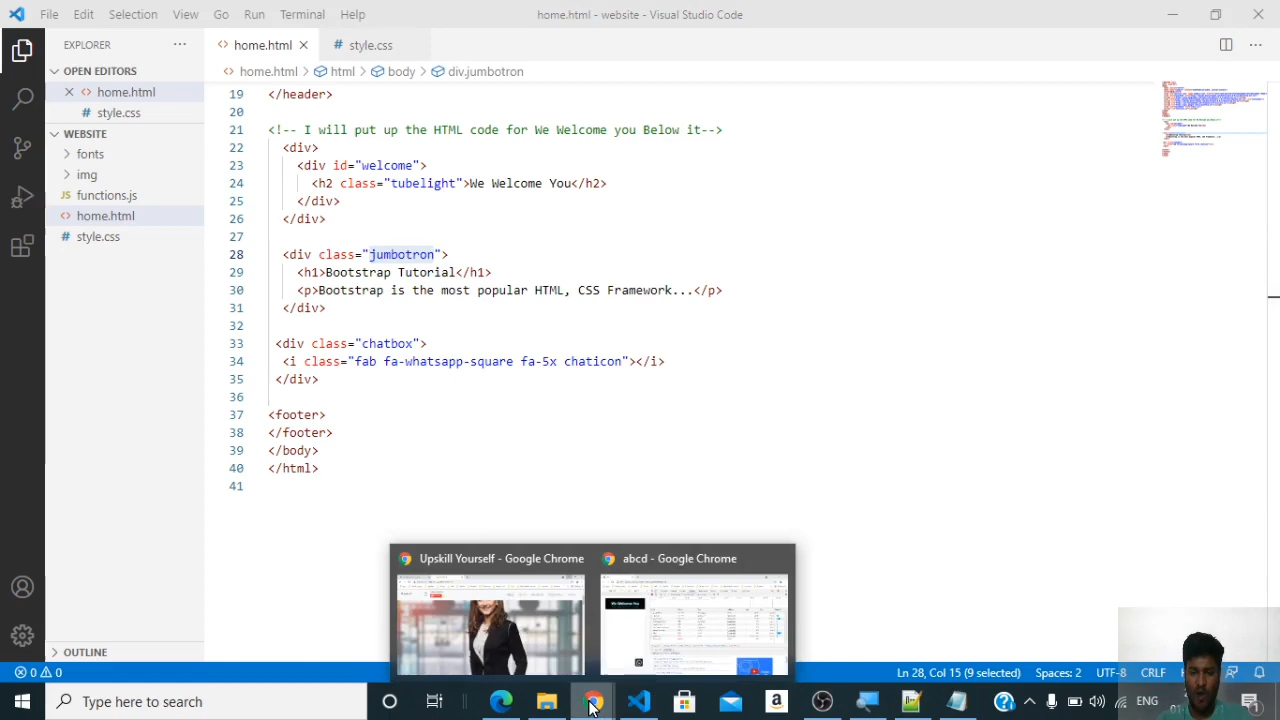 File Edit Selection View Go Run Terminal Help
home.html - website - Visual Studio Code
EXPLORER
OPEN EDITORS
home.html
style.css
WEBSITE
fonts
img
functions.js
home.html
style.css
OUTLINE
home.html
style.css
home.html > html > body > div.jumbotron
19 </header>
20
21 <!-- I will put up the HTML code for We Welcome you Below it-->
22 <div>
23 <div id="welcome">
24 <h2 class="tubelight">We Welcome You</h2>
25 </div>
26 </div>
27
28 <div class="jumbotron">
29 <h1>Bootstrap Tutorial</h1>
30 <p>Bootstrap is the most popular HTML, CSS Framework...</p>
31 </div>
32
33 <div class="chatbox">
34 <i class="fab fa-whatsapp-square fa-5x chaticon"></i>
35 </div>
36
37 <footer>
38 </footer>
39 </body>
40 </html>
41
Upskill Yourself - Google Chrome
abcd - Google Chrome
We Welcome You
0 0
Ln 28, Col 15 (9 selected) Spaces: 2 UTF-8 CRLF
Type here to search
ENG